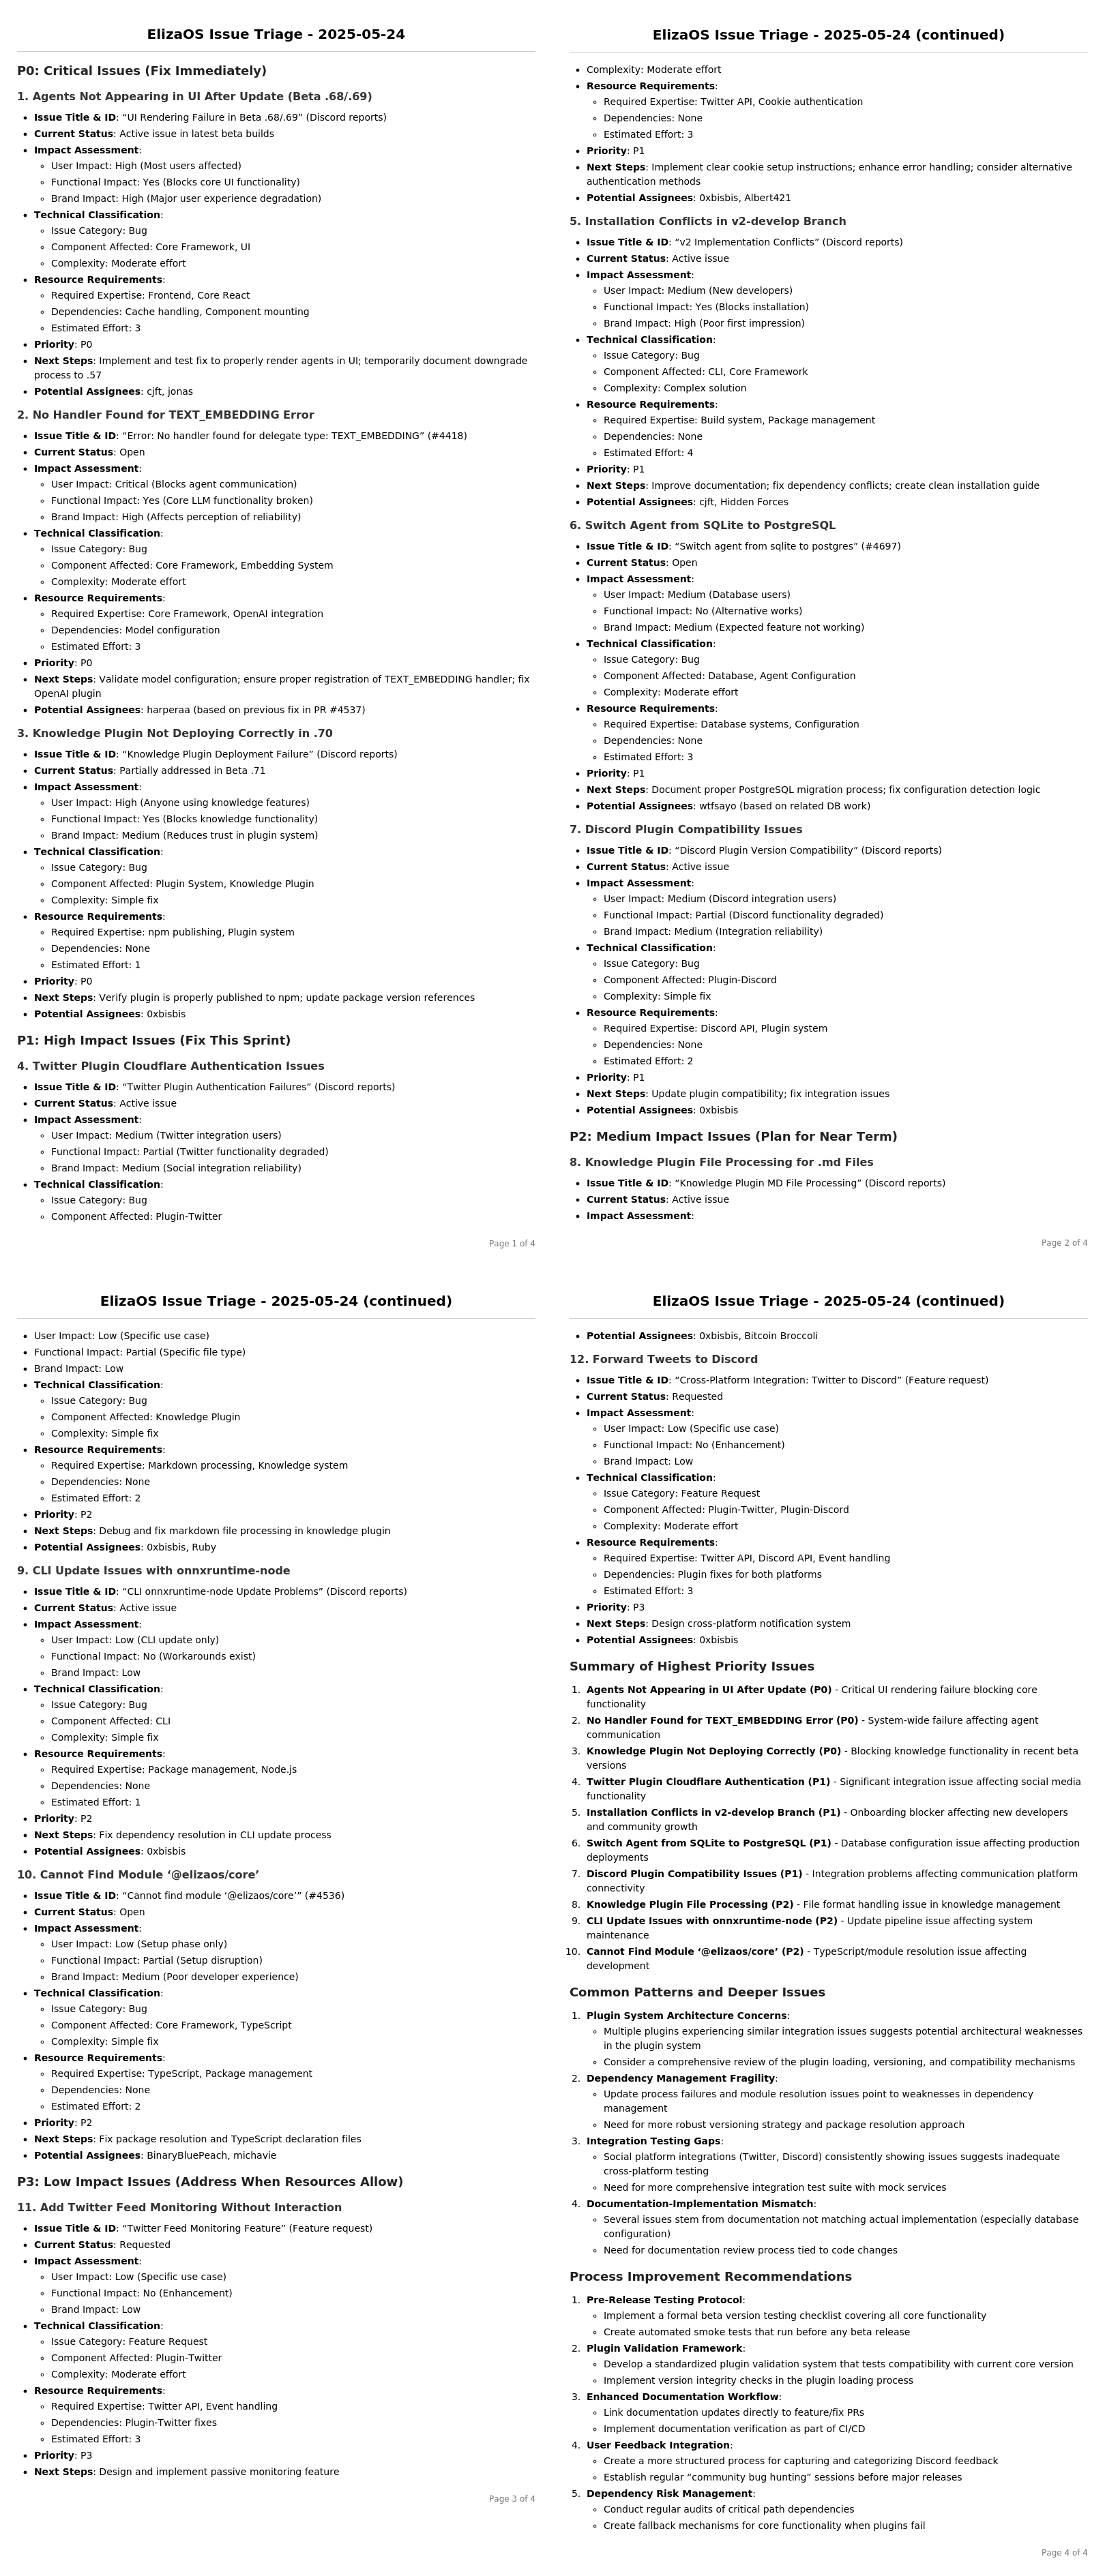 ElizaOS Issue Triage - 2025-05-24
P0: Critical Issues (Fix Immediately)
1. Agents Not Appearing in UI After Update (Beta .68/.69)
• Issue Title & ID: “UI Rendering Failure in Beta .68/.69” (Discord reports)
• Current Status: Active issue in latest beta builds
• Impact Assessment:
◦ User Impact: High (Most users affected)
◦ Functional Impact: Yes (Blocks core UI functionality)
◦ Brand Impact: High (Major user experience degradation)
• Technical Classification:
◦ Issue Category: Bug
◦ Component Affected: Core Framework, UI
◦ Complexity: Moderate effort
• Resource Requirements:
◦ Required Expertise: Frontend, Core React
◦ Dependencies: Cache handling, Component mounting
◦ Estimated Effort: 3
• Priority: P0
• Next Steps: Implement and test fix to properly render agents in UI; temporarily document downgrade
process to .57
• Potential Assignees: cjft, jonas
2. No Handler Found for TEXT_EMBEDDING Error
• Issue Title & ID: “Error: No handler found for delegate type: TEXT_EMBEDDING” (#4418)
• Current Status: Open
• Impact Assessment:
◦ User Impact: Critical (Blocks agent communication)
◦ Functional Impact: Yes (Core LLM functionality broken)
◦ Brand Impact: High (Affects perception of reliability)
• Technical Classification:
◦ Issue Category: Bug
◦ Component Affected: Core Framework, Embedding System
◦ Complexity: Moderate effort
• Resource Requirements:
◦ Required Expertise: Core Framework, OpenAI integration
◦ Dependencies: Model configuration
◦ Estimated Effort: 3
• Priority: P0
• Next Steps: Validate model configuration; ensure proper registration of TEXT_EMBEDDING handler; fix
OpenAI plugin
• Potential Assignees: harperaa (based on previous fix in PR #4537)
3. Knowledge Plugin Not Deploying Correctly in .70
• Issue Title & ID: “Knowledge Plugin Deployment Failure” (Discord reports)
• Current Status: Partially addressed in Beta .71
• Impact Assessment:
◦ User Impact: High (Anyone using knowledge features)
◦ Functional Impact: Yes (Blocks knowledge functionality)
◦ Brand Impact: Medium (Reduces trust in plugin system)
• Technical Classification:
◦ Issue Category: Bug
◦ Component Affected: Plugin System, Knowledge Plugin
◦ Complexity: Simple fix
• Resource Requirements:
◦ Required Expertise: npm publishing, Plugin system
◦ Dependencies: None
◦ Estimated Effort: 1
• Priority: P0
• Next Steps: Verify plugin is properly published to npm; update package version references
• Potential Assignees: 0xbisbis
P1: High Impact Issues (Fix This Sprint)
4. Twitter Plugin Cloudflare Authentication Issues
• Issue Title & ID: “Twitter Plugin Authentication Failures” (Discord reports)
• Current Status: Active issue
• Impact Assessment:
◦ User Impact: Medium (Twitter integration users)
◦ Functional Impact: Partial (Twitter functionality degraded)
◦ Brand Impact: Medium (Social integration reliability)
• Technical Classification:
◦ Issue Category: Bug
◦ Component Affected: Plugin-Twitter
Page 1 of 4
ElizaOS Issue Triage - 2025-05-24 (continued)
• Complexity: Moderate effort
• Resource Requirements:
◦ Required Expertise: Twitter API, Cookie authentication
◦ Dependencies: None
◦ Estimated Effort: 3
• Priority: P1
• Next Steps: Implement clear cookie setup instructions; enhance error handling; consider alternative
authentication methods
• Potential Assignees: 0xbisbis, Albert421
5. Installation Conflicts in v2-develop Branch
• Issue Title & ID: “v2 Implementation Conflicts” (Discord reports)
• Current Status: Active issue
• Impact Assessment:
◦ User Impact: Medium (New developers)
◦ Functional Impact: Yes (Blocks installation)
◦ Brand Impact: High (Poor first impression)
• Technical Classification:
◦ Issue Category: Bug
◦ Component Affected: CLI, Core Framework
◦ Complexity: Complex solution
• Resource Requirements:
◦ Required Expertise: Build system, Package management
◦ Dependencies: None
◦ Estimated Effort: 4
• Priority: P1
• Next Steps: Improve documentation; fix dependency conflicts; create clean installation guide
• Potential Assignees: cjft, Hidden Forces
6. Switch Agent from SQLite to PostgreSQL
• Issue Title & ID: “Switch agent from sqlite to postgres” (#4697)
• Current Status: Open
• Impact Assessment:
◦ User Impact: Medium (Database users)
◦ Functional Impact: No (Alternative works)
◦ Brand Impact: Medium (Expected feature not working)
• Technical Classification:
◦ Issue Category: Bug
◦ Component Affected: Database, Agent Configuration
◦ Complexity: Moderate effort
• Resource Requirements:
◦ Required Expertise: Database systems, Configuration
◦ Dependencies: None
◦ Estimated Effort: 3
• Priority: P1
• Next Steps: Document proper PostgreSQL migration process; fix configuration detection logic
• Potential Assignees: wtfsayo (based on related DB work)
7. Discord Plugin Compatibility Issues
• Issue Title & ID: “Discord Plugin Version Compatibility” (Discord reports)
• Current Status: Active issue
• Impact Assessment:
◦ User Impact: Medium (Discord integration users)
◦ Functional Impact: Partial (Discord functionality degraded)
◦ Brand Impact: Medium (Integration reliability)
• Technical Classification:
◦ Issue Category: Bug
◦ Component Affected: Plugin-Discord
◦ Complexity: Simple fix
• Resource Requirements:
◦ Required Expertise: Discord API, Plugin system
◦ Dependencies: None
◦ Estimated Effort: 2
• Priority: P1
• Next Steps: Update plugin compatibility; fix integration issues
• Potential Assignees: 0xbisbis
P2: Medium Impact Issues (Plan for Near Term)
8. Knowledge Plugin File Processing for .md Files
• Issue Title & ID: “Knowledge Plugin MD File Processing” (Discord reports)
• Current Status: Active issue
• Impact Assessment:
Page 2 of 4
ElizaOS Issue Triage - 2025-05-24 (continued)
• User Impact: Low (Specific use case)
• Functional Impact: Partial (Specific file type)
• Brand Impact: Low
• Technical Classification:
◦ Issue Category: Bug
◦ Component Affected: Knowledge Plugin
◦ Complexity: Simple fix
• Resource Requirements:
◦ Required Expertise: Markdown processing, Knowledge system
◦ Dependencies: None
◦ Estimated Effort: 2
• Priority: P2
• Next Steps: Debug and fix markdown file processing in knowledge plugin
• Potential Assignees: 0xbisbis, Ruby
9. CLI Update Issues with onnxruntime-node
• Issue Title & ID: “CLI onnxruntime-node Update Problems” (Discord reports)
• Current Status: Active issue
• Impact Assessment:
◦ User Impact: Low (CLI update only)
◦ Functional Impact: No (Workarounds exist)
◦ Brand Impact: Low
• Technical Classification:
◦ Issue Category: Bug
◦ Component Affected: CLI
◦ Complexity: Simple fix
• Resource Requirements:
◦ Required Expertise: Package management, Node.js
◦ Dependencies: None
◦ Estimated Effort: 1
• Priority: P2
• Next Steps: Fix dependency resolution in CLI update process
• Potential Assignees: 0xbisbis
10. Cannot Find Module ‘@elizaos/core’
• Issue Title & ID: “Cannot find module ‘@elizaos/core’” (#4536)
• Current Status: Open
• Impact Assessment:
◦ User Impact: Low (Setup phase only)
◦ Functional Impact: Partial (Setup disruption)
◦ Brand Impact: Medium (Poor developer experience)
• Technical Classification:
◦ Issue Category: Bug
◦ Component Affected: Core Framework, TypeScript
◦ Complexity: Simple fix
• Resource Requirements:
◦ Required Expertise: TypeScript, Package management
◦ Dependencies: None
◦ Estimated Effort: 2
• Priority: P2
• Next Steps: Fix package resolution and TypeScript declaration files
• Potential Assignees: BinaryBluePeach, michavie
P3: Low Impact Issues (Address When Resources Allow)
11. Add Twitter Feed Monitoring Without Interaction
• Issue Title & ID: “Twitter Feed Monitoring Feature” (Feature request)
• Current Status: Requested
• Impact Assessment:
◦ User Impact: Low (Specific use case)
◦ Functional Impact: No (Enhancement)
◦ Brand Impact: Low
• Technical Classification:
◦ Issue Category: Feature Request
◦ Component Affected: Plugin-Twitter
◦ Complexity: Moderate effort
• Resource Requirements:
◦ Required Expertise: Twitter API, Event handling
◦ Dependencies: Plugin-Twitter fixes
◦ Estimated Effort: 3
• Priority: P3
• Next Steps: Design and implement passive monitoring feature
Page 3 of 4
ElizaOS Issue Triage - 2025-05-24 (continued)
• Potential Assignees: 0xbisbis, Bitcoin Broccoli
12. Forward Tweets to Discord
• Issue Title & ID: “Cross-Platform Integration: Twitter to Discord” (Feature request)
• Current Status: Requested
• Impact Assessment:
◦ User Impact: Low (Specific use case)
◦ Functional Impact: No (Enhancement)
◦ Brand Impact: Low
• Technical Classification:
◦ Issue Category: Feature Request
◦ Component Affected: Plugin-Twitter, Plugin-Discord
◦ Complexity: Moderate effort
• Resource Requirements:
◦ Required Expertise: Twitter API, Discord API, Event handling
◦ Dependencies: Plugin fixes for both platforms
◦ Estimated Effort: 3
• Priority: P3
• Next Steps: Design cross-platform notification system
• Potential Assignees: 0xbisbis
Summary of Highest Priority Issues
1. Agents Not Appearing in UI After Update (P0) - Critical UI rendering failure blocking core
functionality
2. No Handler Found for TEXT_EMBEDDING Error (P0) - System-wide failure affecting agent
communication
3. Knowledge Plugin Not Deploying Correctly (P0) - Blocking knowledge functionality in recent beta
versions
4. Twitter Plugin Cloudflare Authentication (P1) - Significant integration issue affecting social media
functionality
5. Installation Conflicts in v2-develop Branch (P1) - Onboarding blocker affecting new developers
and community growth
6. Switch Agent from SQLite to PostgreSQL (P1) - Database configuration issue affecting production
deployments
7. Discord Plugin Compatibility Issues (P1) - Integration problems affecting communication platform
connectivity
8. Knowledge Plugin File Processing (P2) - File format handling issue in knowledge management
9. CLI Update Issues with onnxruntime-node (P2) - Update pipeline issue affecting system
maintenance
10. Cannot Find Module ‘@elizaos/core’ (P2) - TypeScript/module resolution issue affecting
development
Common Patterns and Deeper Issues
1. Plugin System Architecture Concerns:
◦ Multiple plugins experiencing similar integration issues suggests potential architectural weaknesses
in the plugin system
◦ Consider a comprehensive review of the plugin loading, versioning, and compatibility mechanisms
2. Dependency Management Fragility:
◦ Update process failures and module resolution issues point to weaknesses in dependency
management
◦ Need for more robust versioning strategy and package resolution approach
3. Integration Testing Gaps:
◦ Social platform integrations (Twitter, Discord) consistently showing issues suggests inadequate
cross-platform testing
◦ Need for more comprehensive integration test suite with mock services
4. Documentation-Implementation Mismatch:
◦ Several issues stem from documentation not matching actual implementation (especially database
configuration)
◦ Need for documentation review process tied to code changes
Process Improvement Recommendations
1. Pre-Release Testing Protocol:
◦ Implement a formal beta version testing checklist covering all core functionality
◦ Create automated smoke tests that run before any beta release
2. Plugin Validation Framework:
◦ Develop a standardized plugin validation system that tests compatibility with current core version
◦ Implement version integrity checks in the plugin loading process
3. Enhanced Documentation Workflow:
◦ Link documentation updates directly to feature/fix PRs
◦ Implement documentation verification as part of CI/CD
4. User Feedback Integration:
◦ Create a more structured process for capturing and categorizing Discord feedback
◦ Establish regular “community bug hunting” sessions before major releases
5. Dependency Risk Management:
◦ Conduct regular audits of critical path dependencies
◦ Create fallback mechanisms for core functionality when plugins fail
Page 4 of 4